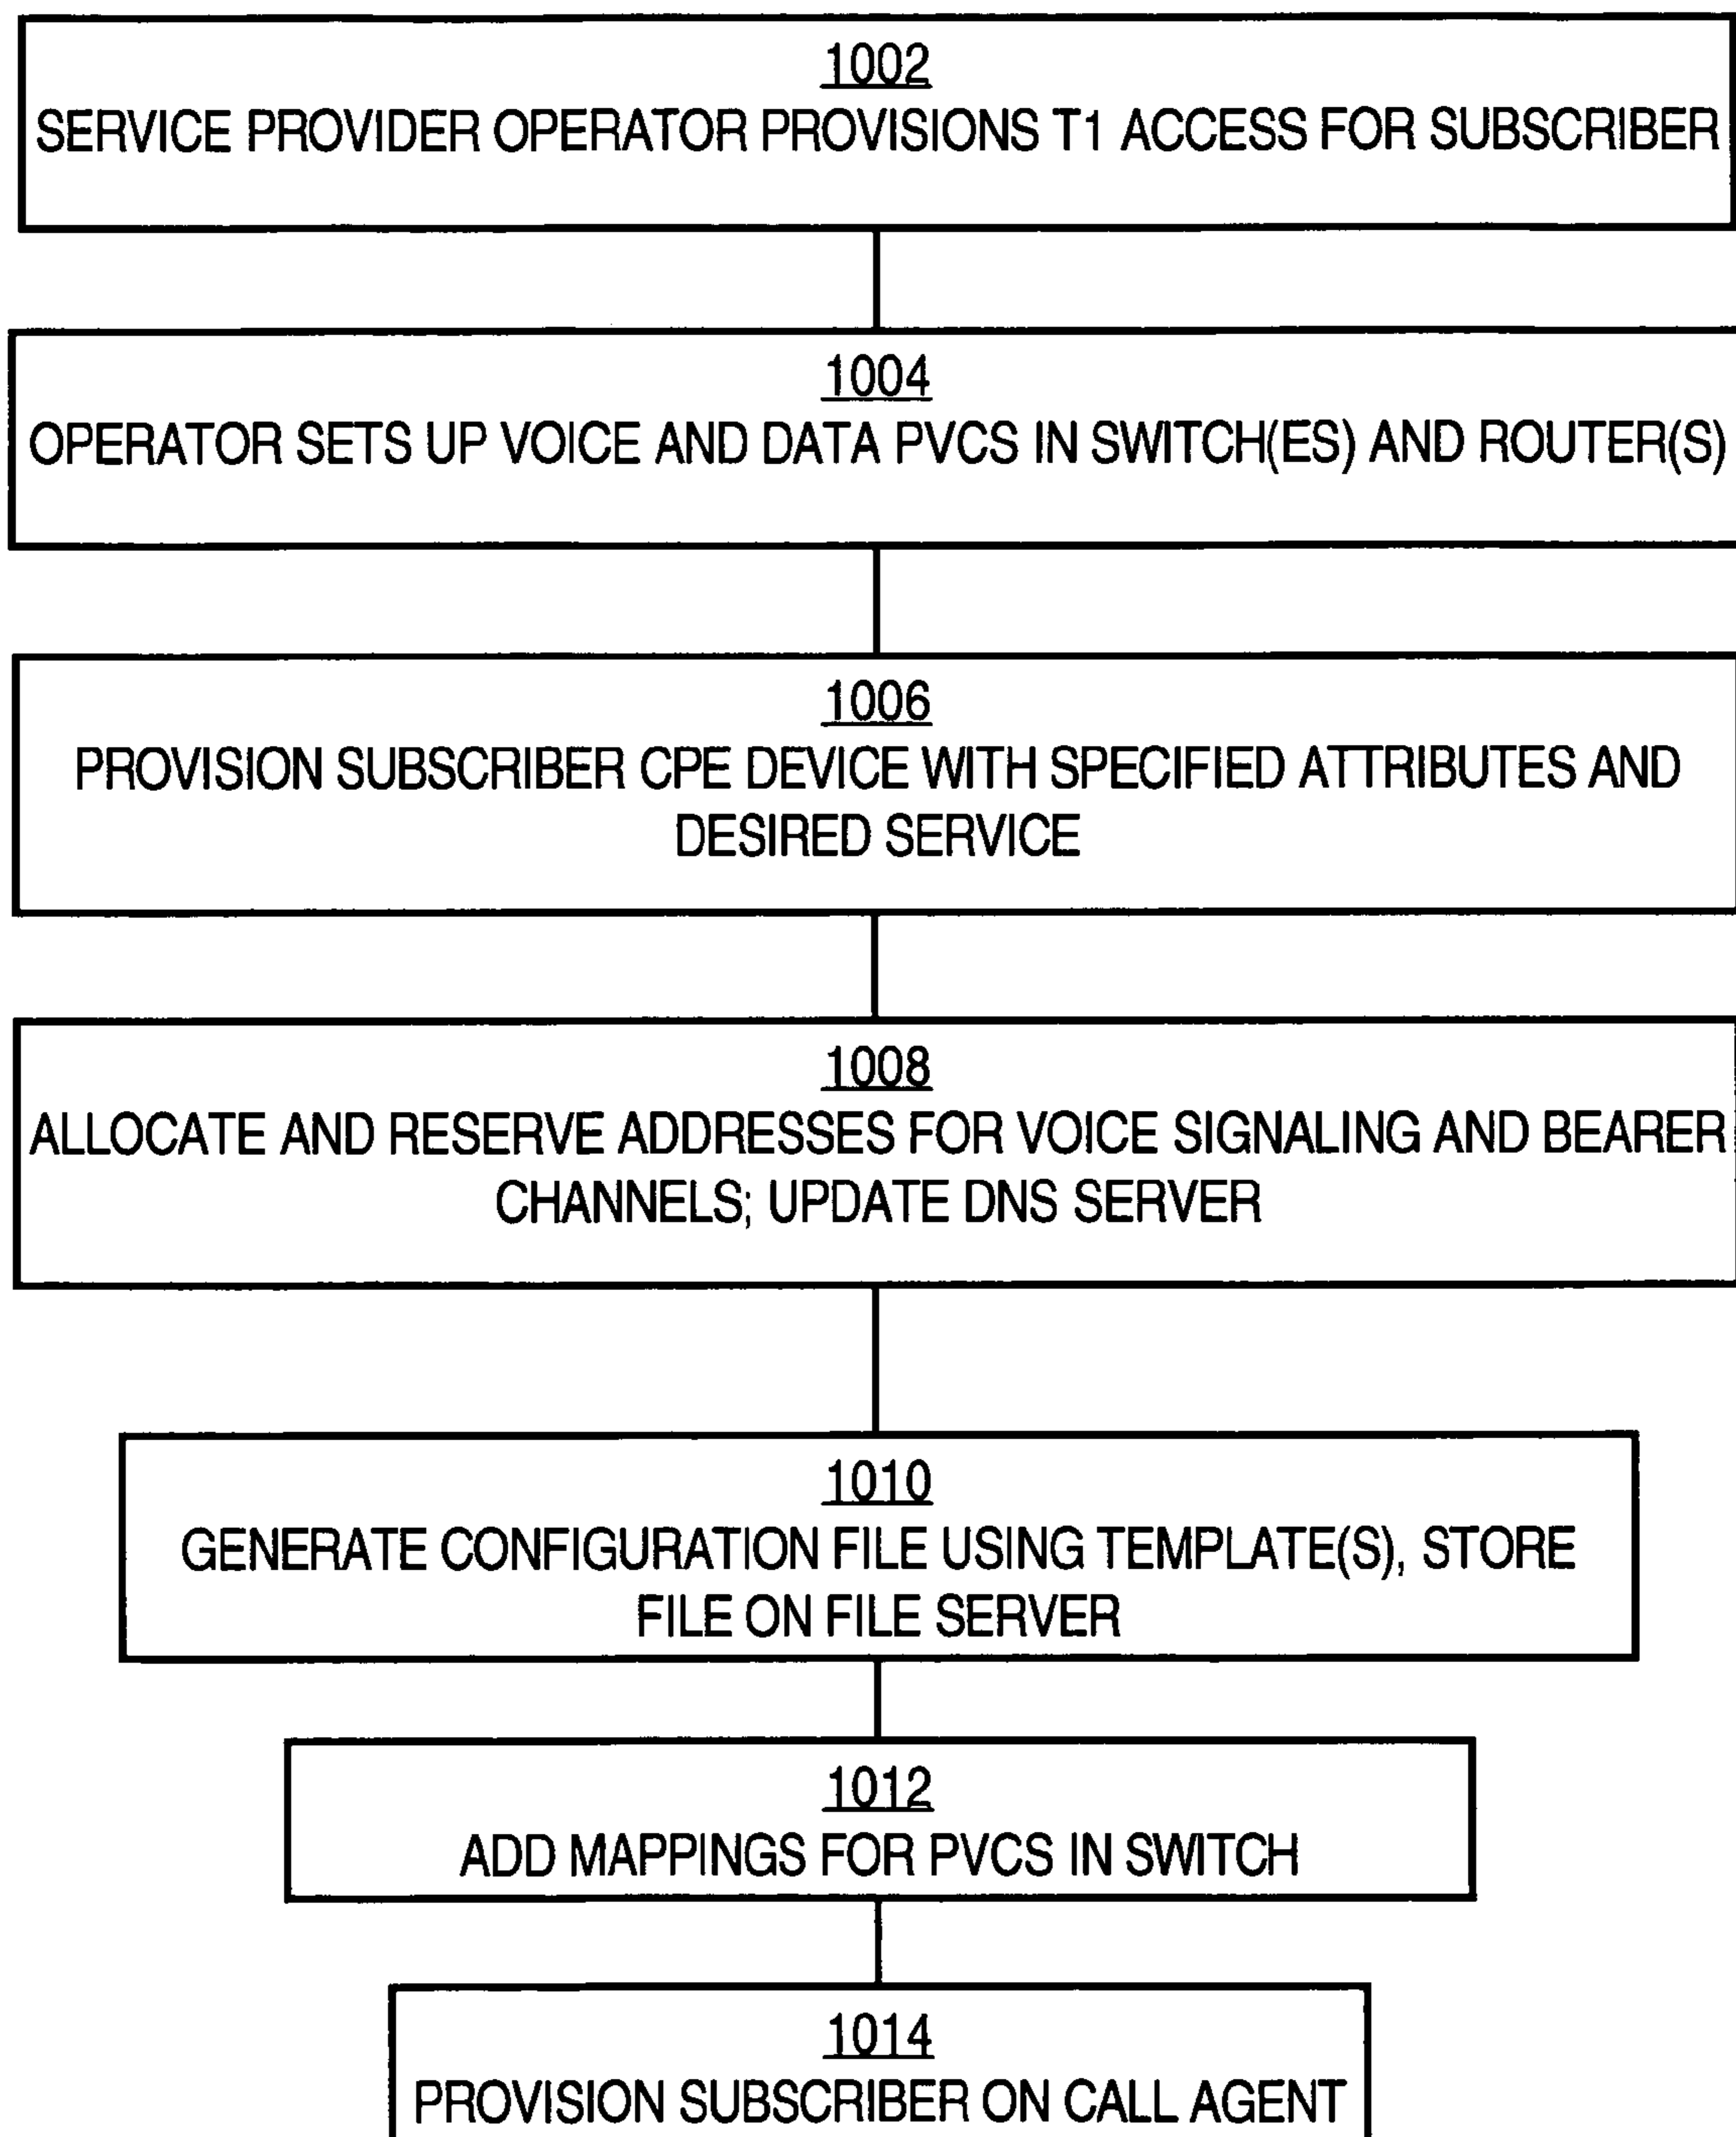 1002
SERVICE PROVIDER OPERATOR PROVISIONS T1 ACCESS FOR SUBSCRIBER
1004
OPERATOR SETS UP VOICE AND DATA PVCS IN SWITCH(ES) AND ROUTER(S)
1006
PROVISION SUBSCRIBER CPE DEVICE WITH SPECIFIED ATTRIBUTES AND
DESIRED SERVICE
1008
ALLOCATE AND RESERVE ADDRESSES FOR VOICE SIGNALING AND BEARER
CHANNELS; UPDATE DNS SERVER
1010
GENERATE CONFIGURATION FILE USING TEMPLATE(S), STORE
FILE ON FILE SERVER
1012
ADD MAPPINGS FOR PVCS IN SWITCH
1014
PROVISION SUBSCRIBER ON CALL AGENT